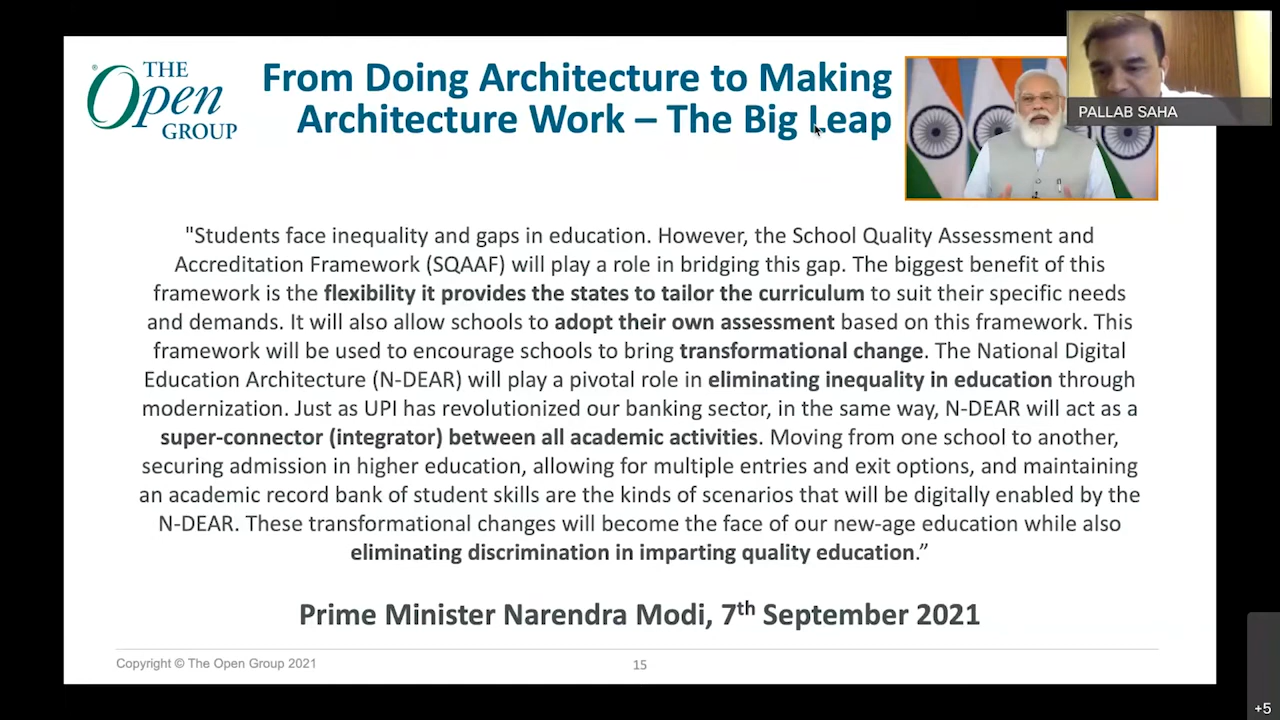 THE
Open
GROUP
®
From Doing Architecture to Making
Architecture Work – The Big Leap
PALLAB SAHA
"Students face inequality and gaps in education. However, the School Quality Assessment and
Accreditation Framework (SQAAF) will play a role in bridging this gap. The biggest benefit of this
framework is the flexibility it provides the states to tailor the curriculum to suit their specific needs
and demands. It will also allow schools to adopt their own assessment based on this framework. This
framework will be used to encourage schools to bring transformational change. The National Digital
Education Architecture (N-DEAR) will play a pivotal role in eliminating inequality in education through
modernization. Just as UPI has revolutionized our banking sector, in the same way, N-DEAR will act as a
super-connector (integrator) between all academic activities. Moving from one school to another,
securing admission in higher education, allowing for multiple entries and exit options, and maintaining
an academic record bank of student skills are the kinds of scenarios that will be digitally enabled by the
N-DEAR. These transformational changes will become the face of our new-age education while also
eliminating discrimination in imparting quality education.”
Prime Minister Narendra Modi, 7th September 2021
Copyright © The Open Group 2021
15
+5